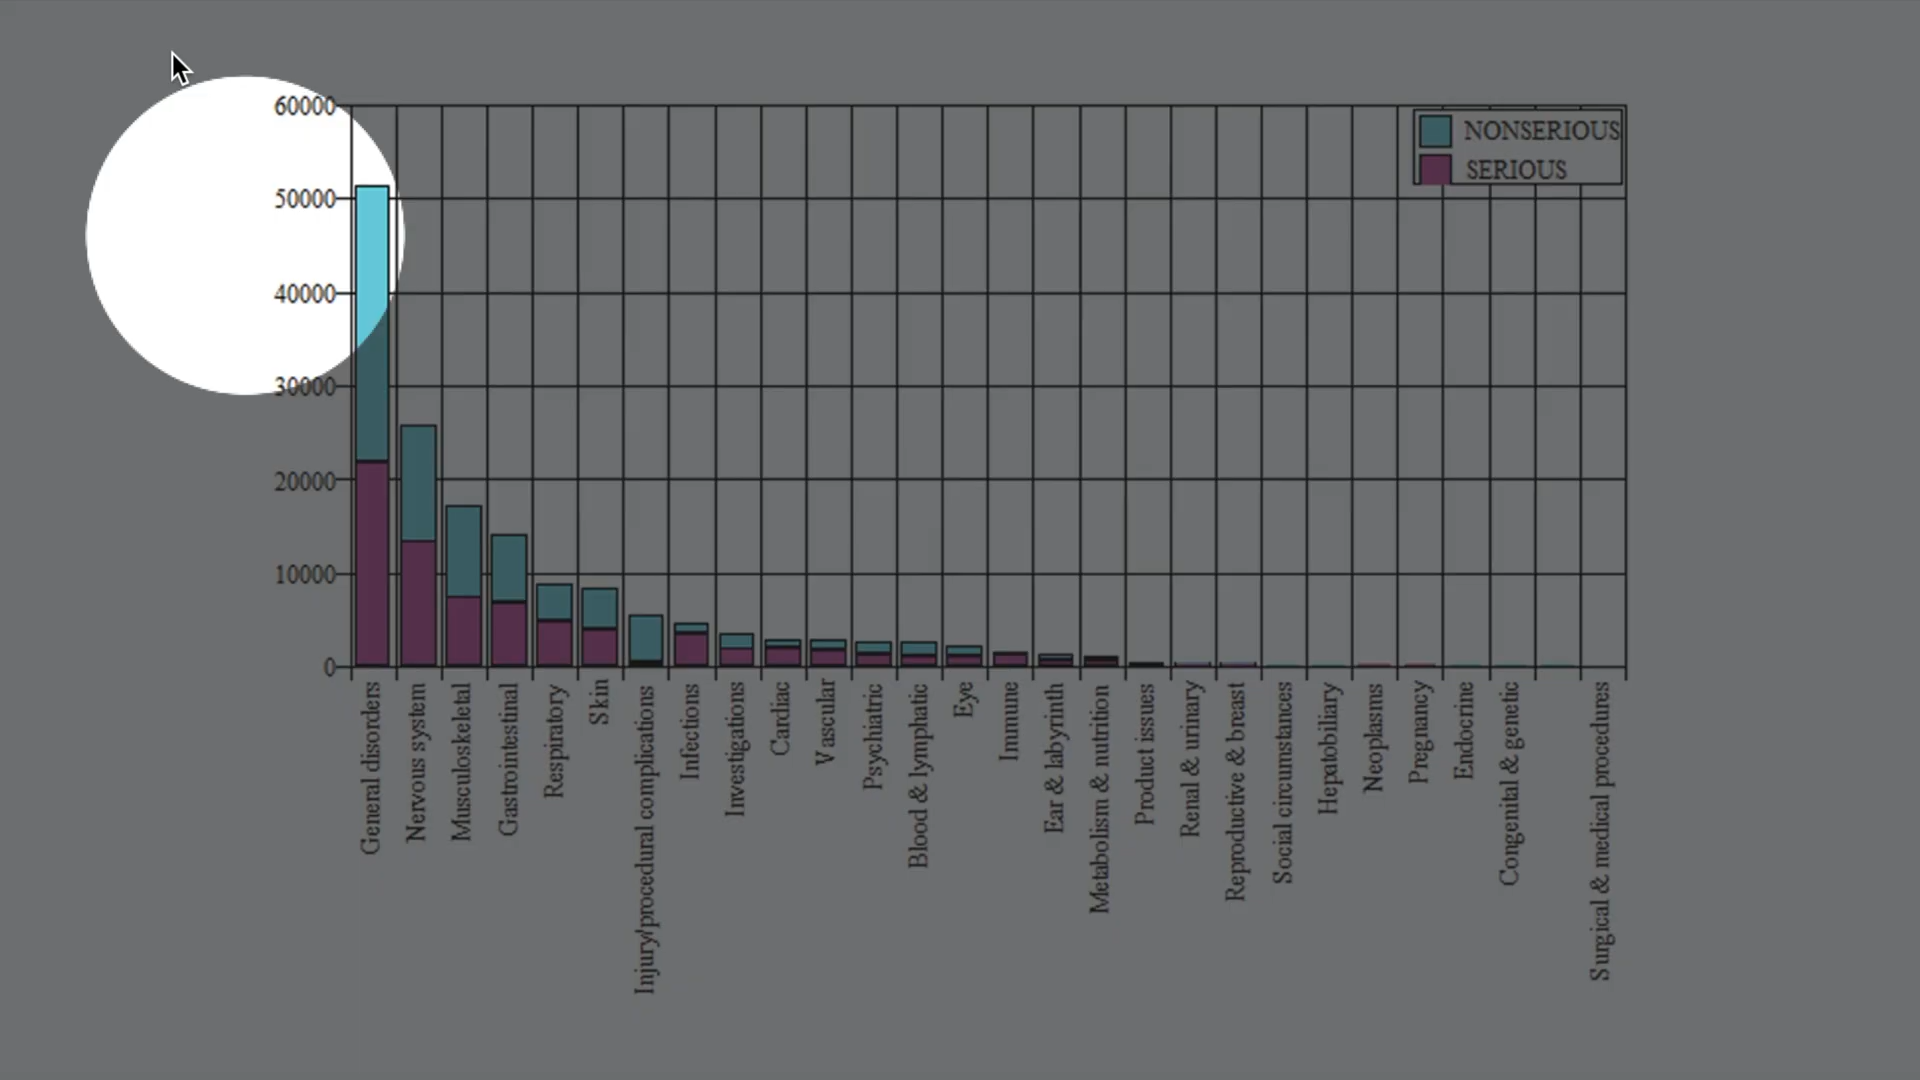 60000
50000
40000
30000
20000
10000
0
NONSERIOUS
SERIOUS
General disorders
Nervous system
Musculoskeletal
Gastrointestinal
Respiratory
Skin
Injury/procedural complications
Infections
Investigations
Cardiac
Vascular
Psychiatric
Blood & lymphatic
Eye
Immune
Ear & labyrinth
Metabolism & nutrition
Product issues
Renal & urinary
Reproductive & breast
Social circumstances
Hepatobiliary
Neoplasms
Pregnancy
Endocrine
Congenital & genetic
Surgical & medical procedures